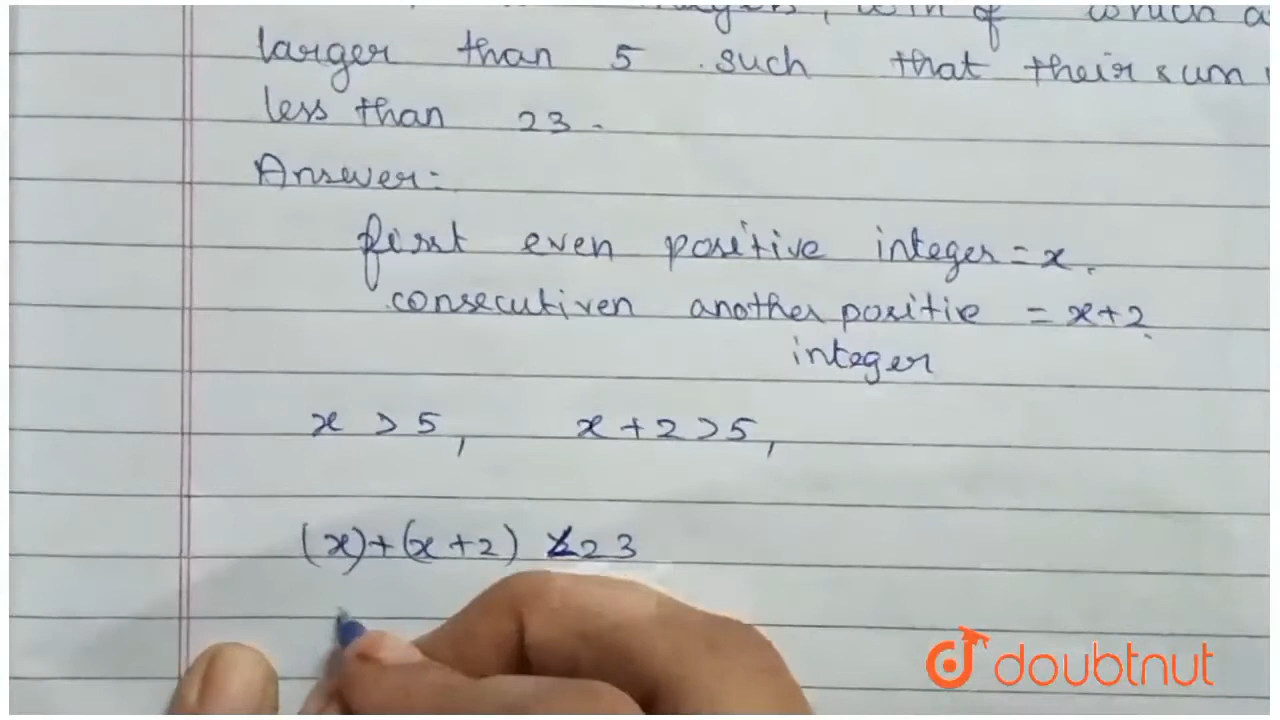 which
larger than 5 such that their sum
less than 23.
Answer:
first even positive integer = x.
consecutiven another positive = x+2.
integer
x > 5, x + 2 > 5,
(x)+(x+2) < 23
doubtnut